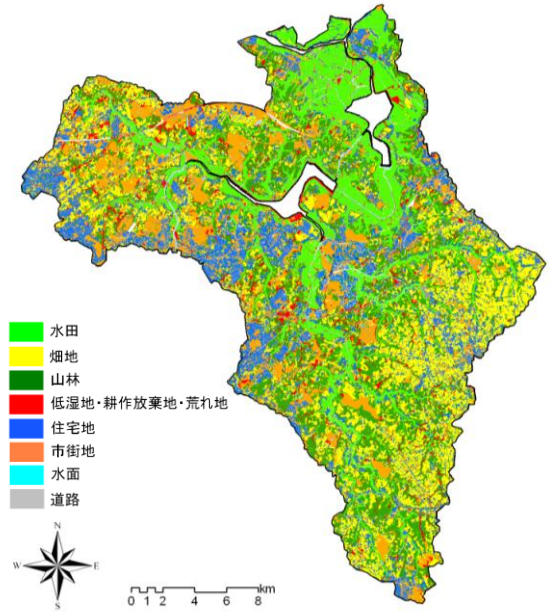 水田
畑地
山林
低湿地・耕作放棄地・荒れ地
住宅地
市街地
水面
道路
N
W E
S
km
0 1 2 4 6 8